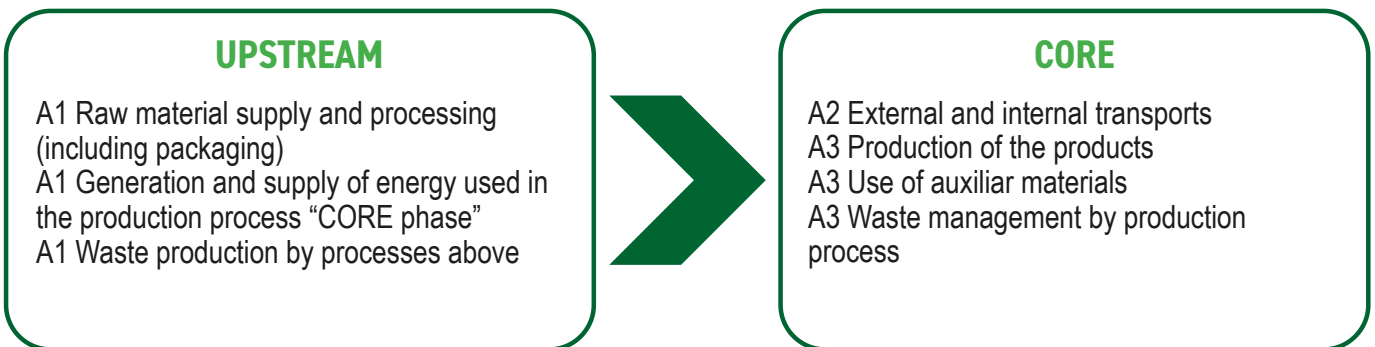 UPSTREAM
A1 Raw material supply and processing
(including packaging)
A1 Generation and supply of energy used in
the production process “CORE phase”
A1 Waste production by processes above
CORE
A2 External and internal transports
A3 Production of the products
A3 Use of auxiliar materials
A3 Waste management by production
process